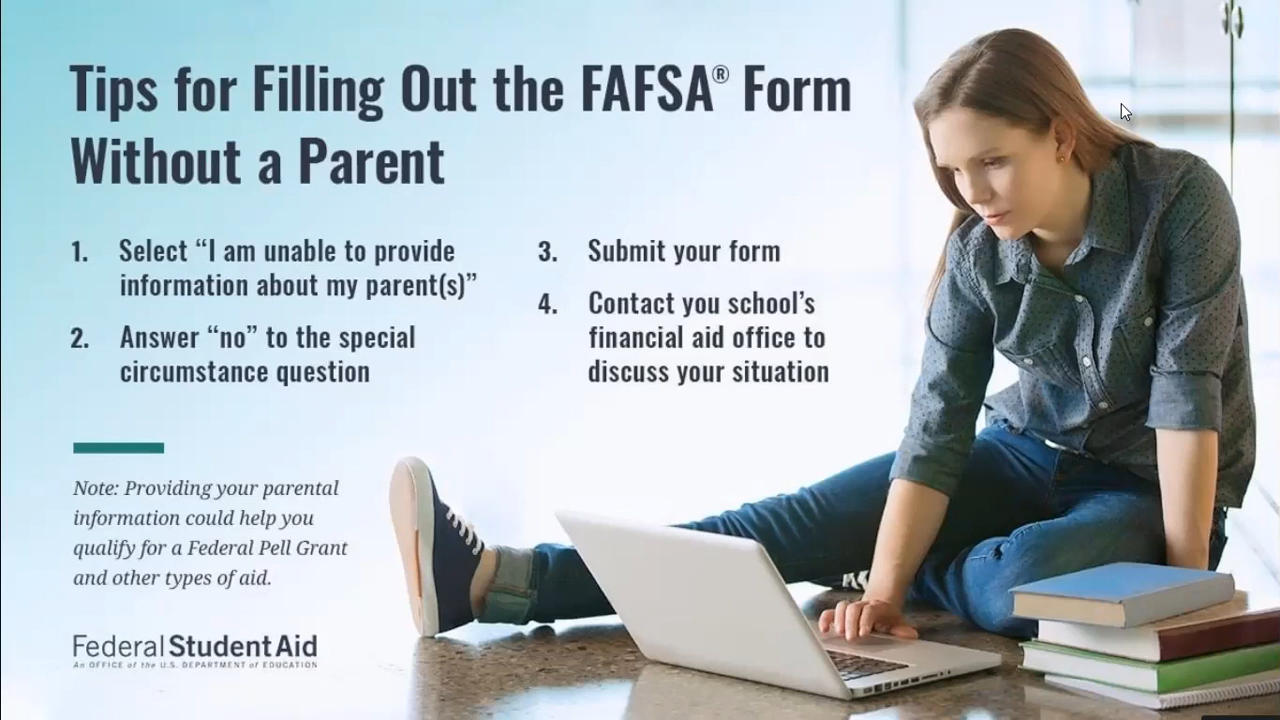 Tips for Filling Out the FAFSA® Form
Without a Parent
1. Select “I am unable to provide
information about my parent(s)”
2. Answer “no” to the special
circumstance question
3. Submit your form
4. Contact you school’s
financial aid office to
discuss your situation
Note: Providing your parental
information could help you
qualify for a Federal Pell Grant
and other types of aid.
Federal Student Aid
An OFFICE of the U.S. DEPARTMENT of EDUCATION